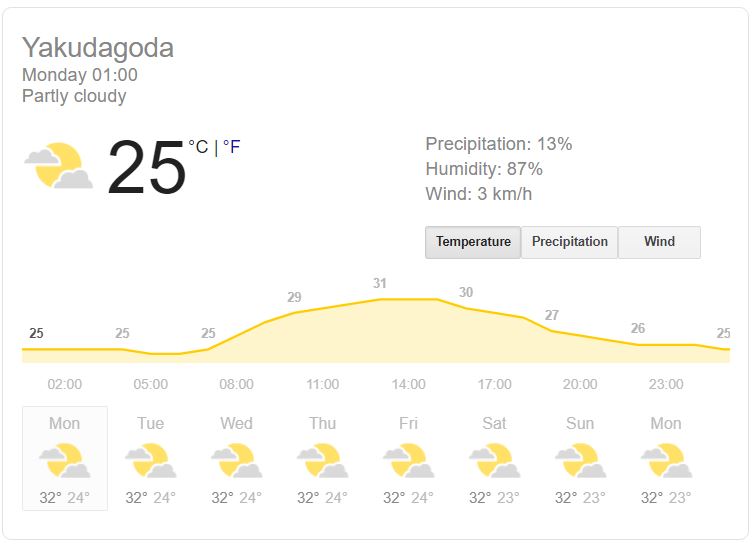 Yakudagoda
Monday 01:00
Partly cloudy
25 °C | °F
Precipitation: 13%
Humidity: 87%
Wind: 3 km/h
Temperature Precipitation Wind
25 25 25 29 31 30 27 26 25
02:00 05:00 08:00 11:00 14:00 17:00 20:00 23:00
Mon Tue Wed Thu Fri Sat Sun Mon
32° 24° 32° 24° 32° 24° 32° 24° 32° 24° 32° 23° 32° 23° 32° 23°